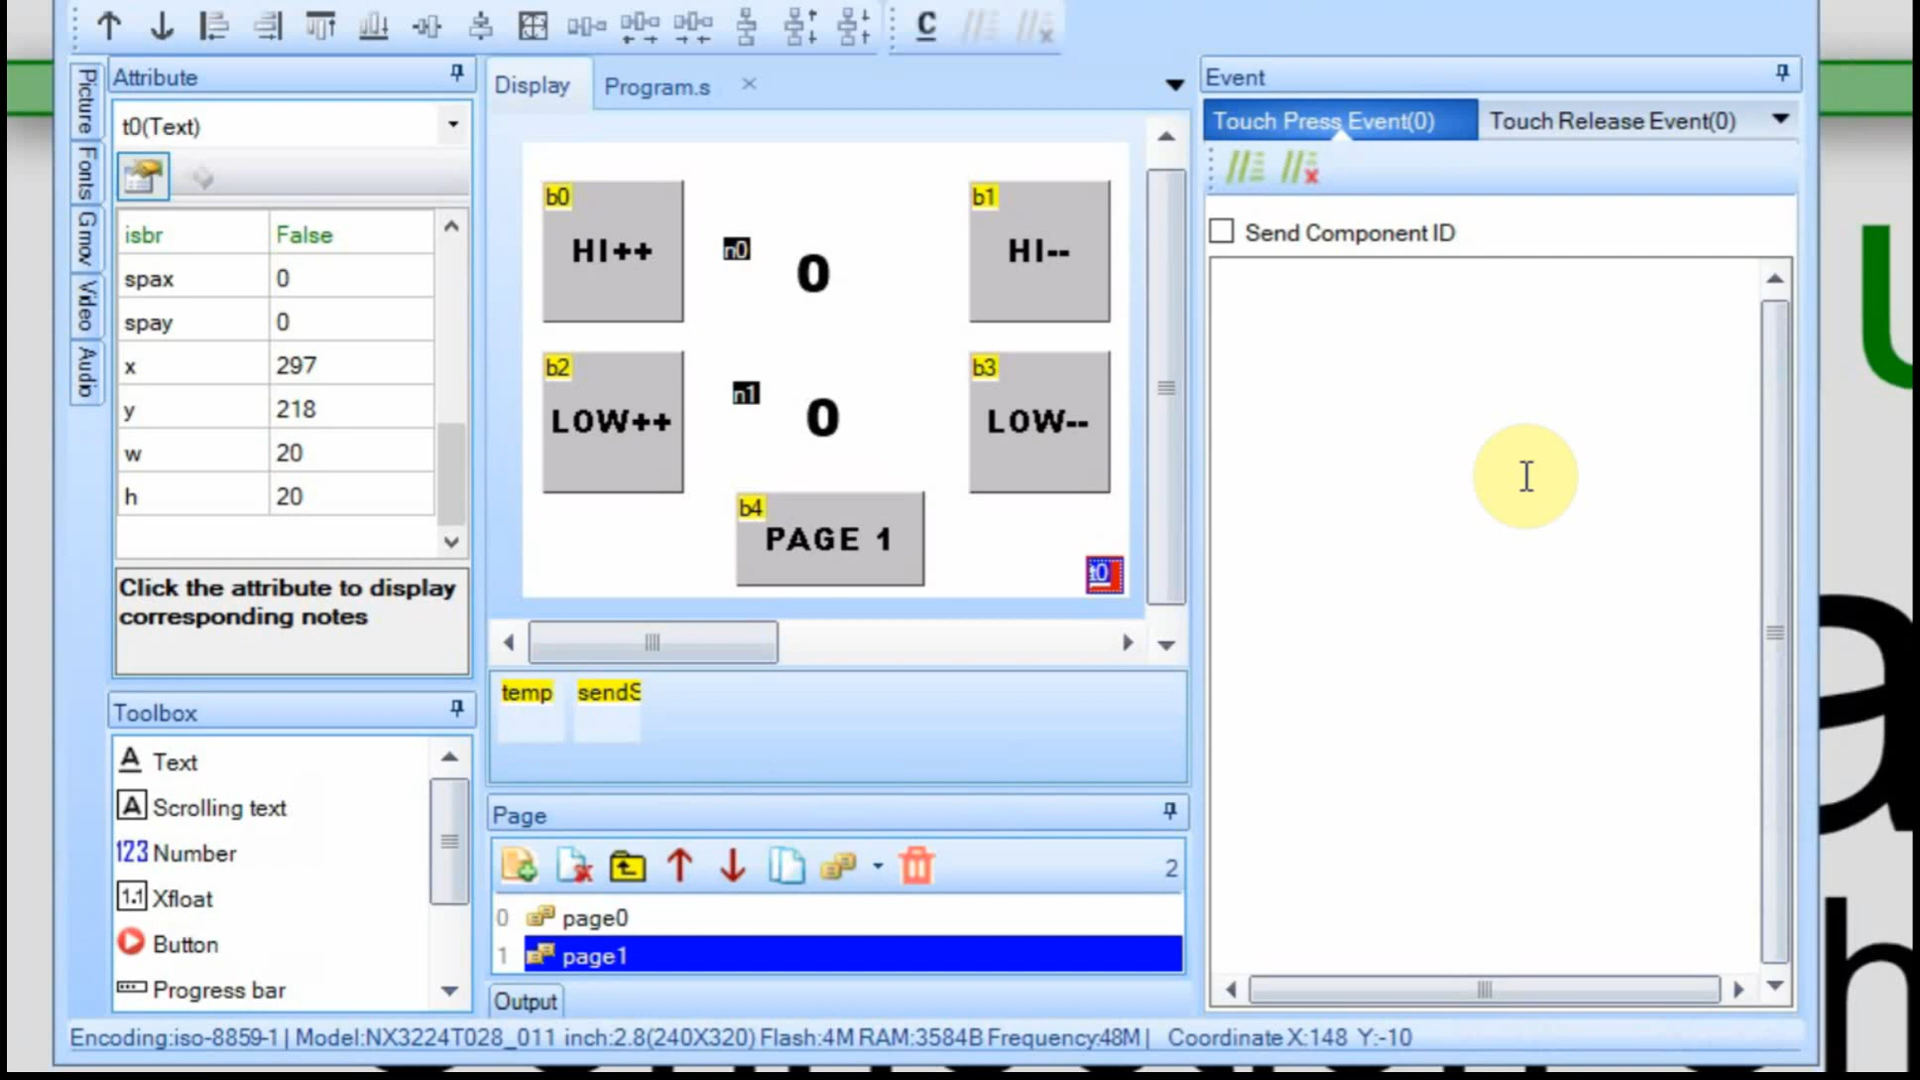 C
Attribute
Display
Program.s
Event
t0(Text)
Touch Press Event(0)
Touch Release Event(0)
Picture
Fonts
Gmov
Video
Audio
isbr False
spax 0
spay 0
x 297
y 218
w 20
h 20
Click the attribute to display
corresponding notes
b0
HI++
n0
0
b1
HI--
b2
LOW++
n1
0
b3
LOW--
b4
PAGE 1
t0
Send Component ID
temp
sendS
Toolbox
A Text
A Scrolling text
123 Number
1.1 Xfloat
Button
Progress bar
Page
2
0 page0
1 page1
Output
Encoding:iso-8859-1 | Model:NX3224T028_011 inch:2.8(240X320) Flash:4M RAM:3584B Frequency:48M | Coordinate X:148 Y:-10